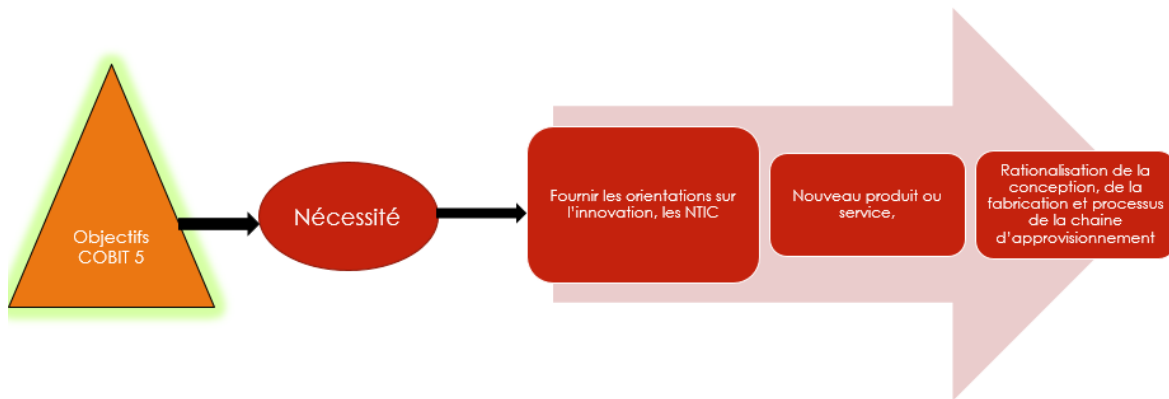 Objectifs
COBIT 5
Nécessité
Fournir les orientations sur
l'innovation, les NTIC
Nouveau produit ou
service,
Rationalisation de la
conception, de la
fabrication et processus
de la chaine
d'approvisionnement